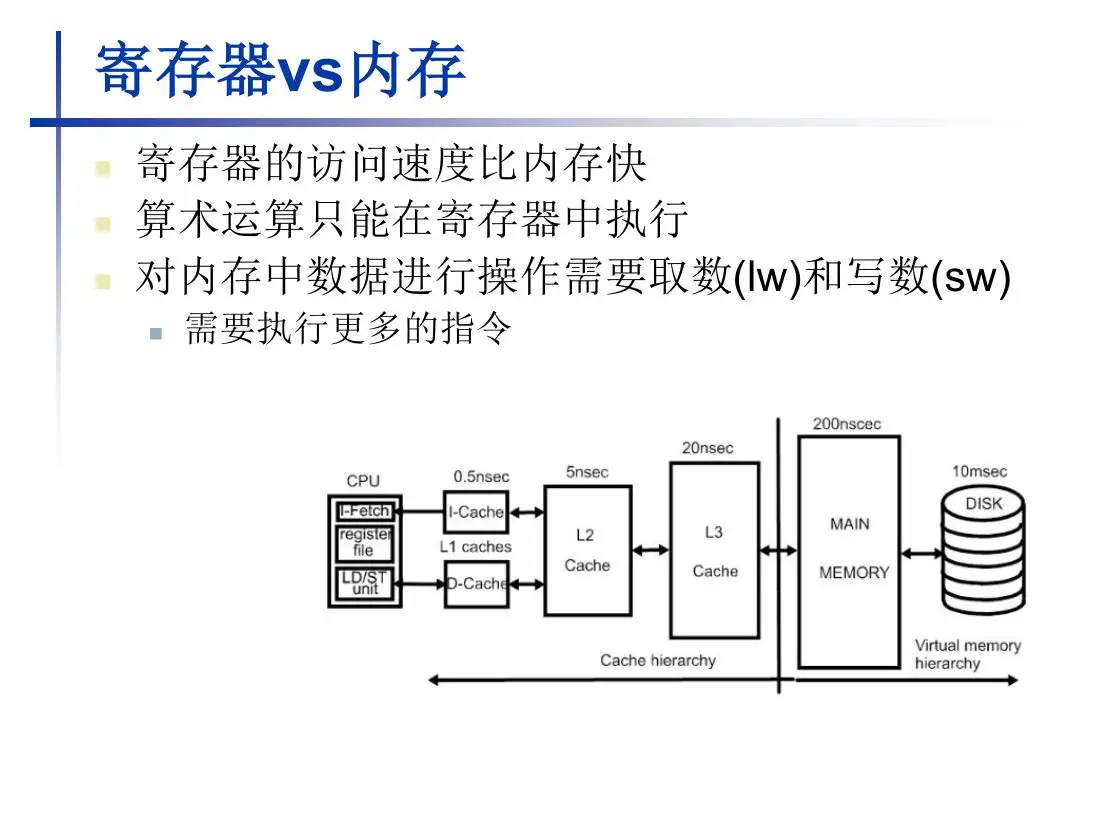 寄存器vs内存
寄存器的访问速度比内存快
算术运算只能在寄存器中执行
对内存中数据进行操作需要取数(lw)和写数(sw)
需要执行更多的指令
CPU
I-Fetch
register
file
LD/ST
unit
0.5nsec
I-Cache
L1 caches
D-Cache
5nsec
L2
Cache
20nsec
L3
Cache
200nscec
MAIN
MEMORY
10msec
DISK
Cache hierarchy
Virtual memory
hierarchy